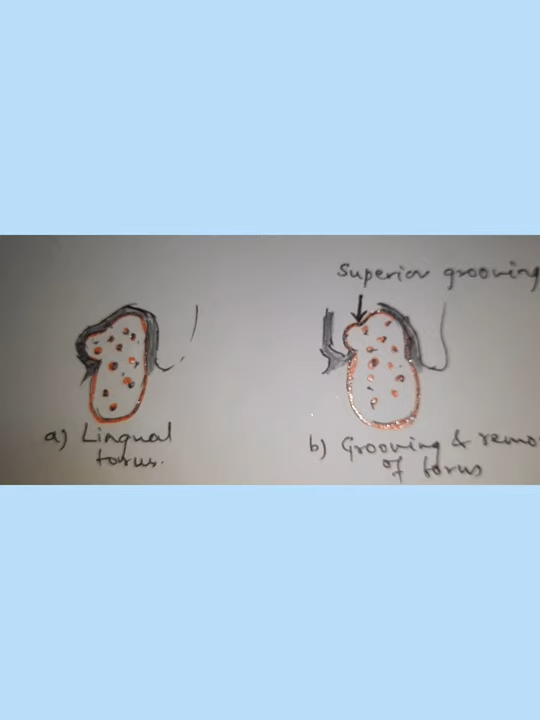 Superior grooving
a) Lingual
torus.
b) Grooving & remo
of torus